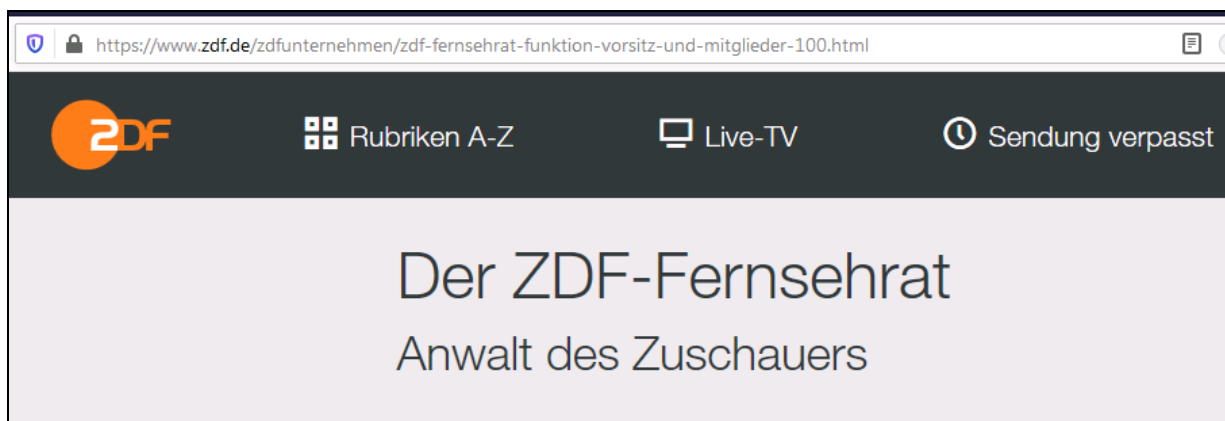 https://www.zdf.de/zdfunternehmen/zdf-fernsehrat-funktion-vorsitz-und-mitglieder-100.html
ZDF Rubriken A-Z Live-TV Sendung verpasst
Der ZDF-Fernsehrat
Anwalt des Zuschauers